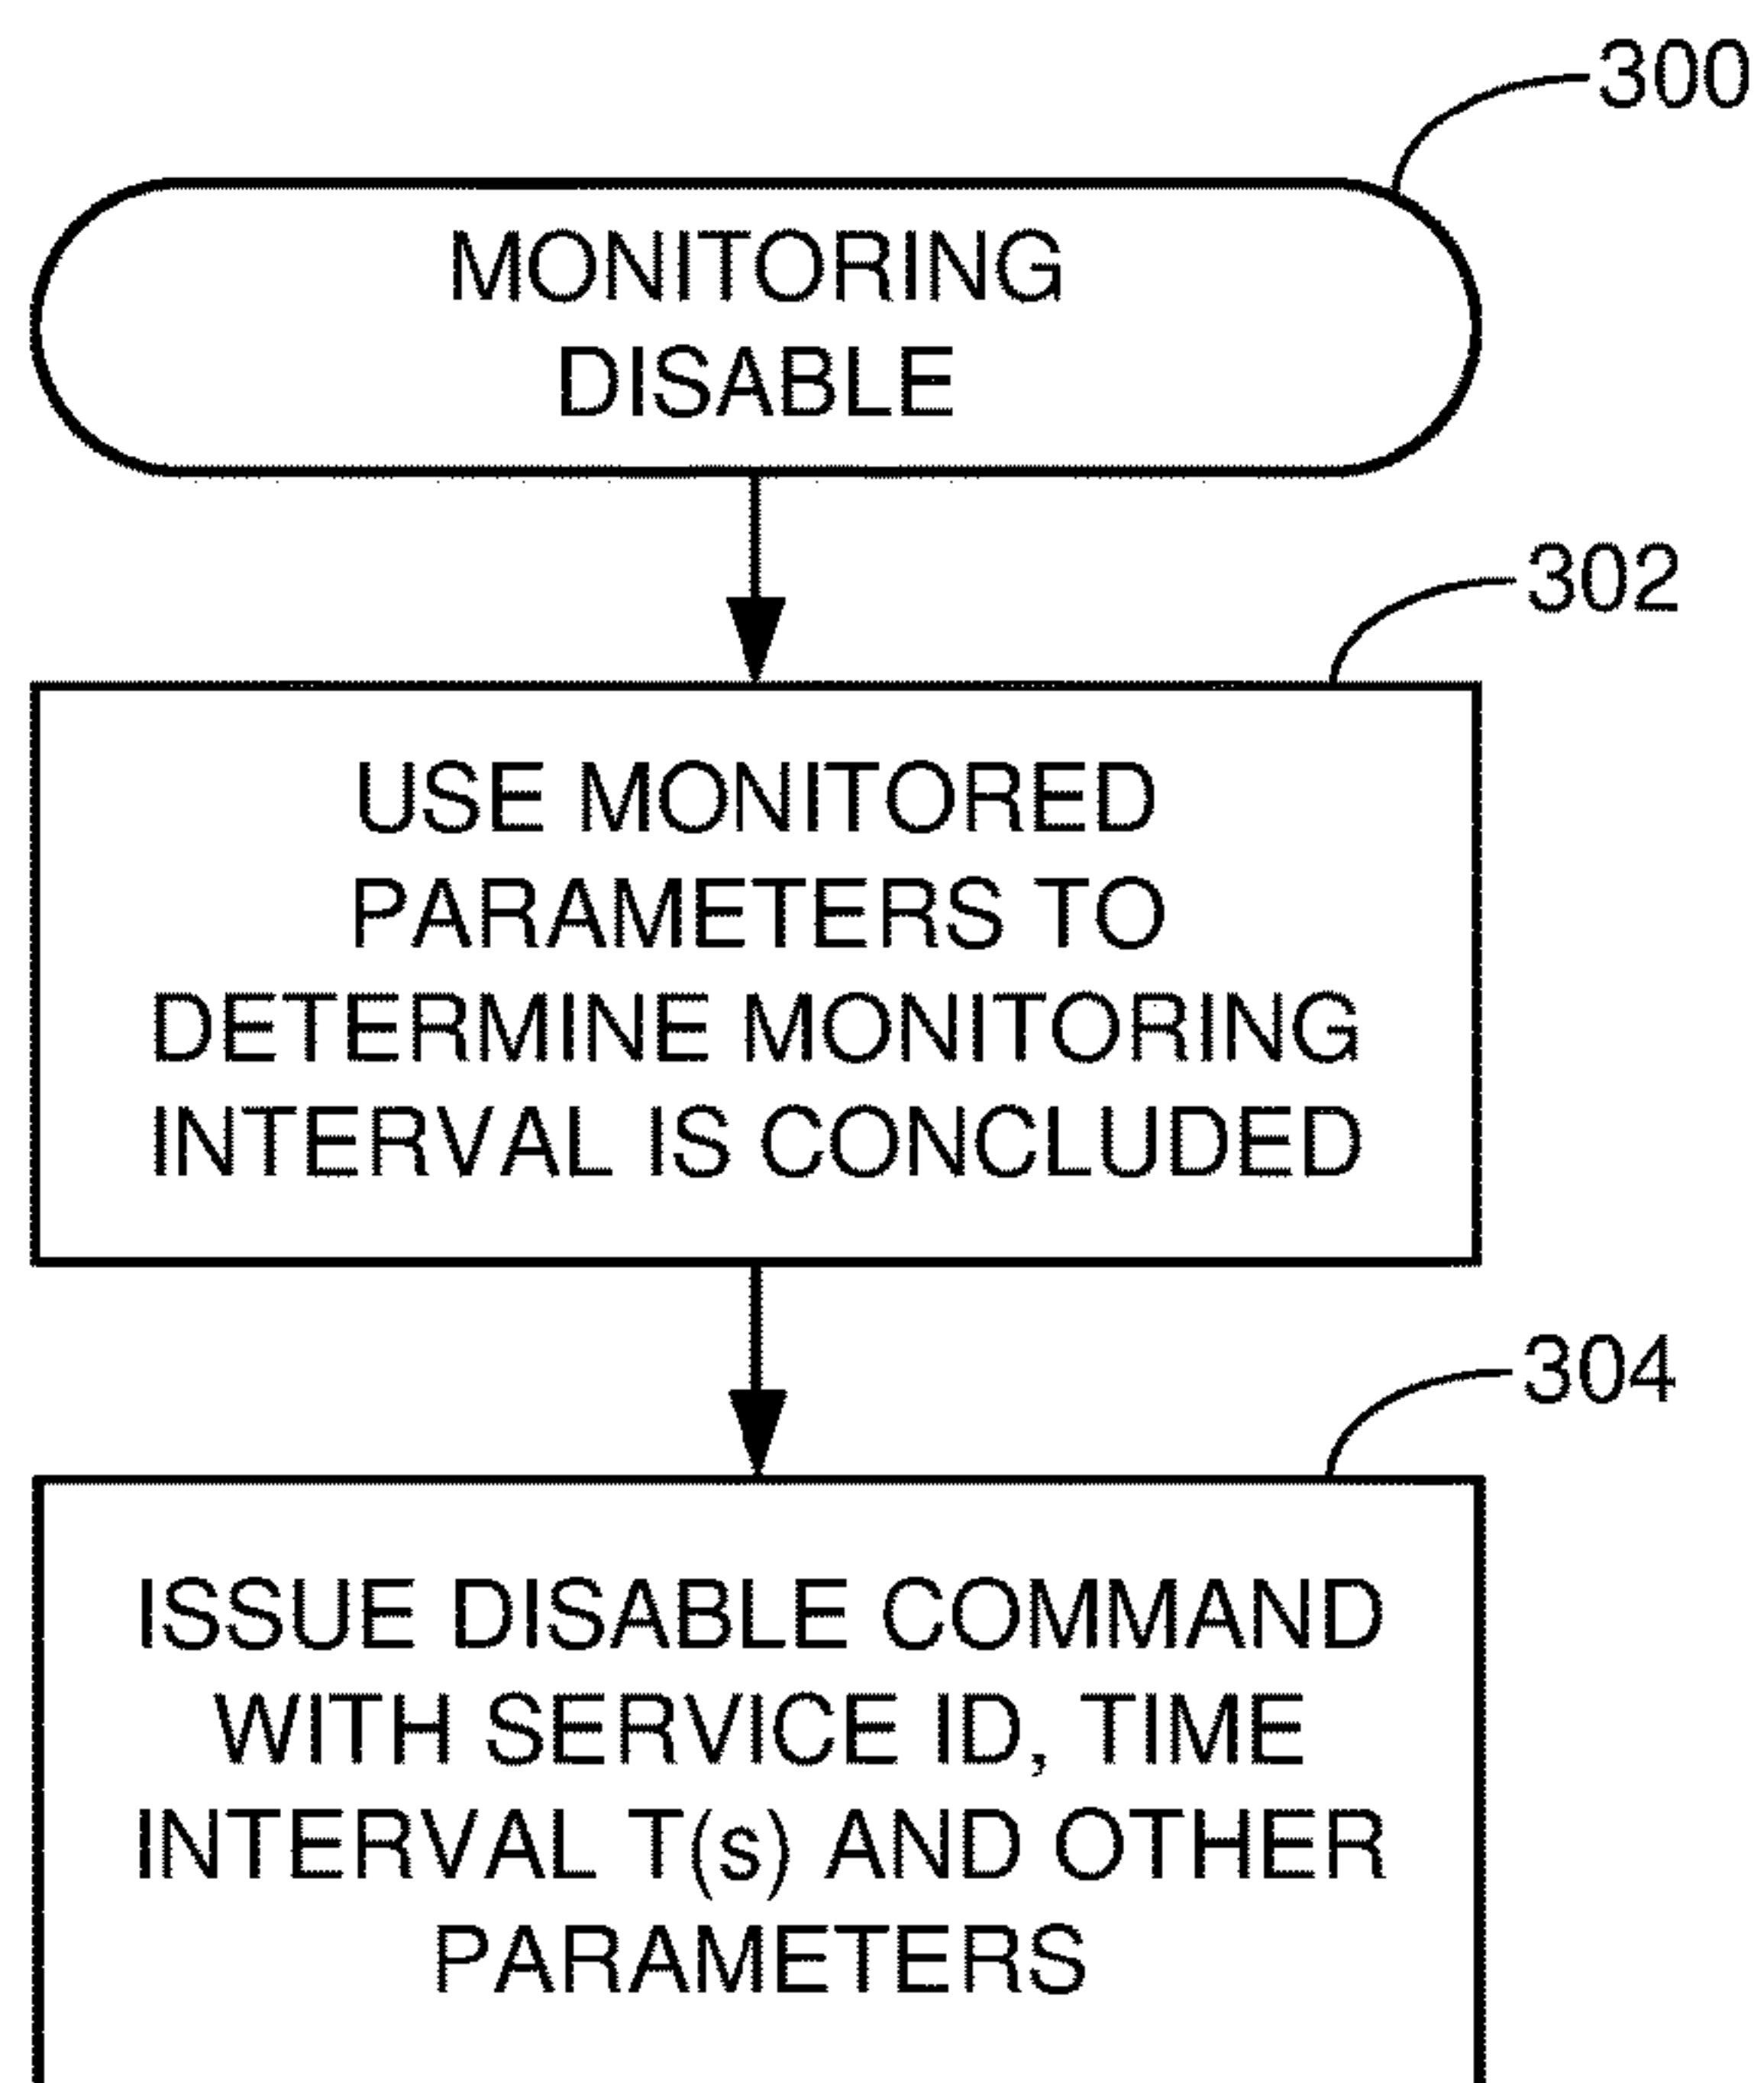 300
MONITORING
DISABLE
302
USE MONITORED
PARAMETERS TO
DETERMINE MONITORING
INTERVAL IS CONCLUDED
304
ISSUE DISABLE COMMAND
WITH SERVICE ID, TIME
INTERVAL T(s) AND OTHER
PARAMETERS